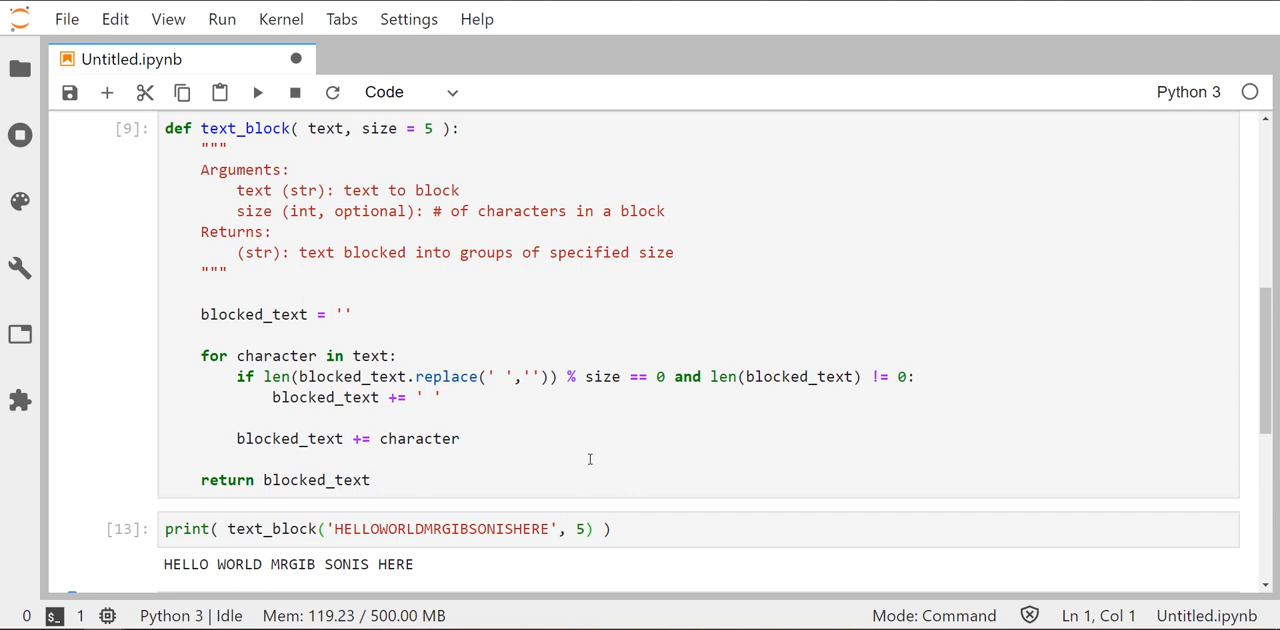 File Edit View Run Kernel Tabs Settings Help
Untitled.ipynb
Code Python 3
[9]: def text_block( text, size = 5 ):
"""
Arguments:
text (str): text to block
size (int, optional): # of characters in a block
Returns:
(str): text blocked into groups of specified size
"""
blocked_text = ''
for character in text:
if len(blocked_text.replace(' ','')) % size == 0 and len(blocked_text) != 0:
blocked_text += ' '
blocked_text += character
return blocked_text
[13]: print( text_block('HELLOWORLDMRGIBSONISHERE', 5) )
HELLO WORLD MRGIB SONIS HERE
0 $_ 1 Python 3 | Idle Mem: 119.23 / 500.00 MB Mode: Command Ln 1, Col 1 Untitled.ipynb